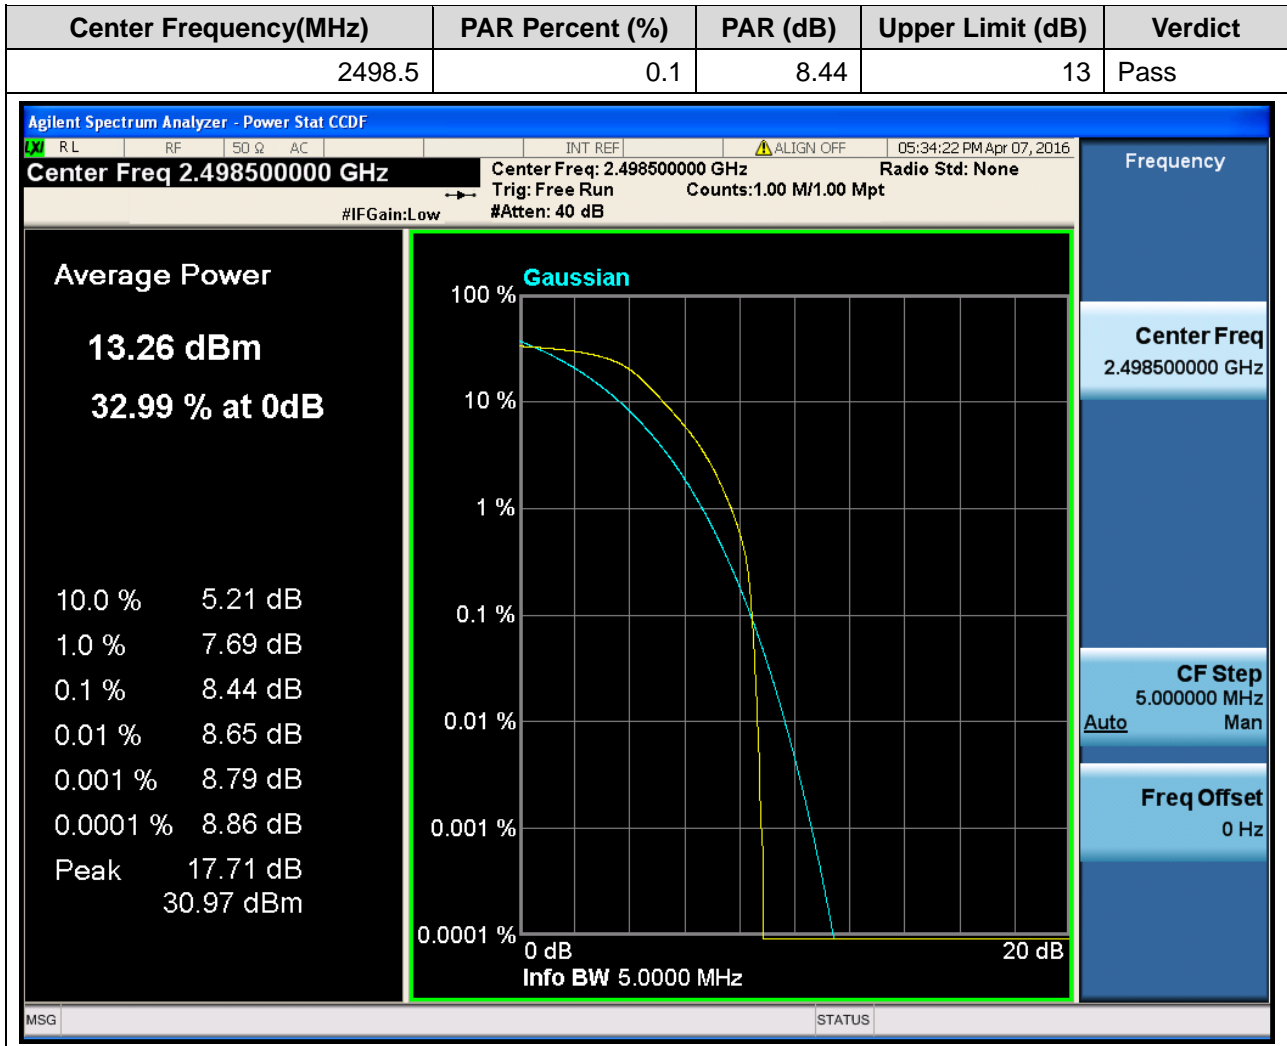 Center Frequency(MHz) PAR Percent (%) PAR (dB) Upper Limit (dB) Verdict
2498.5 0.1 8.44 13 Pass
Agilent Spectrum Analyzer - Power Stat CCDF
LXI RL RF 50 Ω AC INT REF ALIGN OFF 05:34:22 PM Apr 07, 2016
Center Freq 2.498500000 GHz
Center Freq: 2.498500000 GHz Radio Std: None
Trig: Free Run Counts:1.00 M/1.00 Mpt
#IFGain:Low #Atten: 40 dB
Average Power
13.26 dBm
32.99 % at 0dB
10.0 % 5.21 dB
1.0 % 7.69 dB
0.1 % 8.44 dB
0.01 % 8.65 dB
0.001 % 8.79 dB
0.0001 % 8.86 dB
Peak 17.71 dB
30.97 dBm
Gaussian
100 %
10 %
1 %
0.1 %
0.01 %
0.001 %
0.0001 %
0 dB 20 dB
Info BW 5.0000 MHz
Frequency
Center Freq
2.498500000 GHz
CF Step
5.000000 MHz
Auto Man
Freq Offset
0 Hz
MSG STATUS